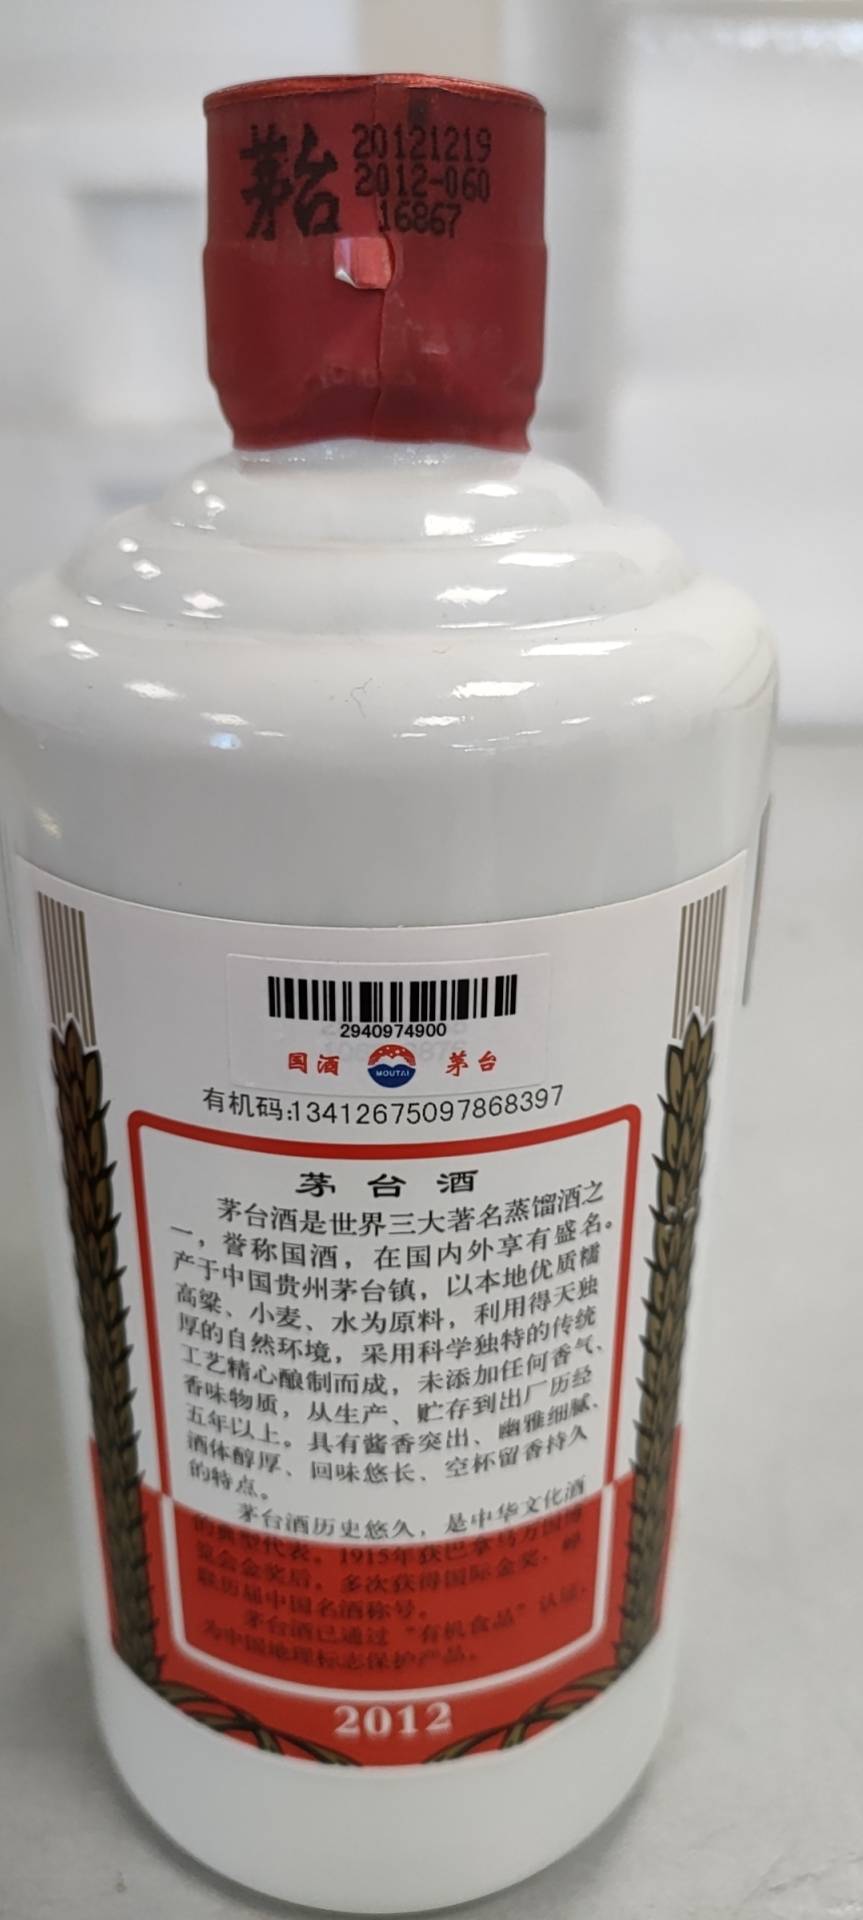 茅台
20121219
2012-060
16867
2940974900
国酒
MOUTAI
茅台
有机码:13412675097868397
茅台酒
茅台酒是世界三大著名蒸馏酒之
一，誉称国酒，在国内外享有盛名。
产于中国贵州茅台镇，以本地优质糯
高粱、小麦、水为原料，利用得天独
厚的自然环境，采用科学独特的传统
工艺精心酿制而成，未添加任何香气、
香味物质，从生产、贮存到出厂历经
五年以上。具有酱香突出、幽雅细腻、
酒体醇厚、回味悠长、空杯留香持久
的特点。
茅台酒历史悠久，是中华文化酒
的典型代表。1915年获巴拿马万国博
览会金奖后，多次获得国际金奖，蝉
联历届中国名酒称号。
茅台酒已通过“有机食品”认证，
为中国地理标志保护产品。
2012